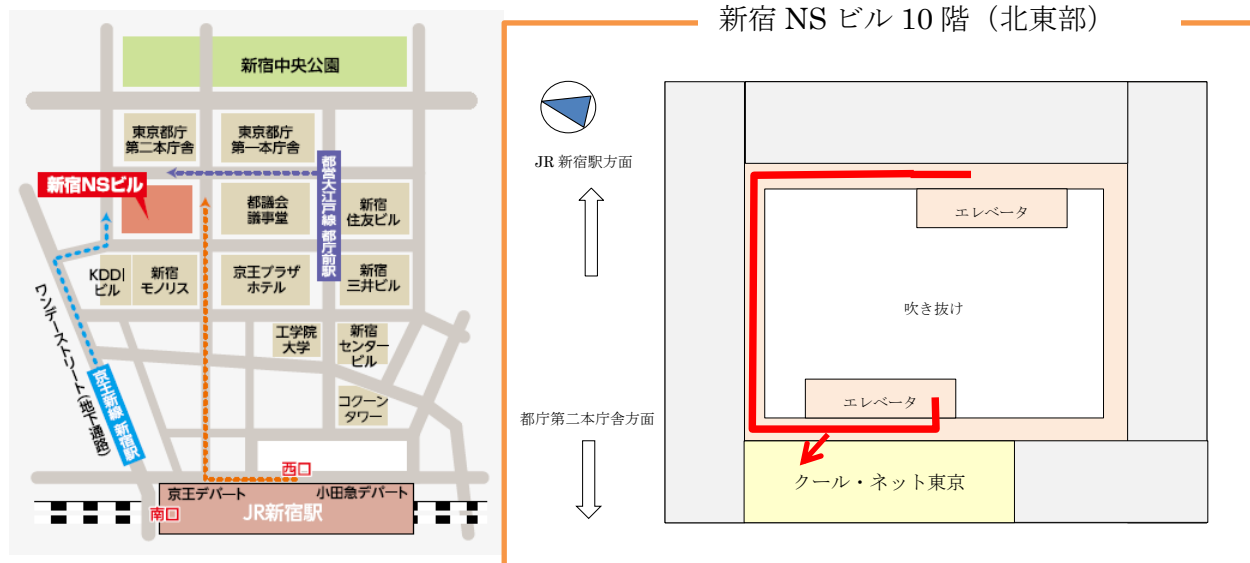 新宿 NS ビル 10 階（北東部）
新宿中央公園
東京都庁
第二本庁舎
東京都庁
第一本庁舎
新宿NSビル
都議会
議事堂
都営大江戸線 都庁前駅
新宿
住友ビル
KDDI
ビル
新宿
モノリス
京王プラザ
ホテル
新宿
三井ビル
ワンデーストリート(地下通路)
京王新線 新宿駅
工学院
大学
新宿
センター
ビル
コクーン
タワー
西口
京王デパート
小田急デパート
南口
JR新宿駅
JR 新宿駅方面
都庁第二本庁舎方面
エレベータ
吹き抜け
エレベータ
クール・ネット東京